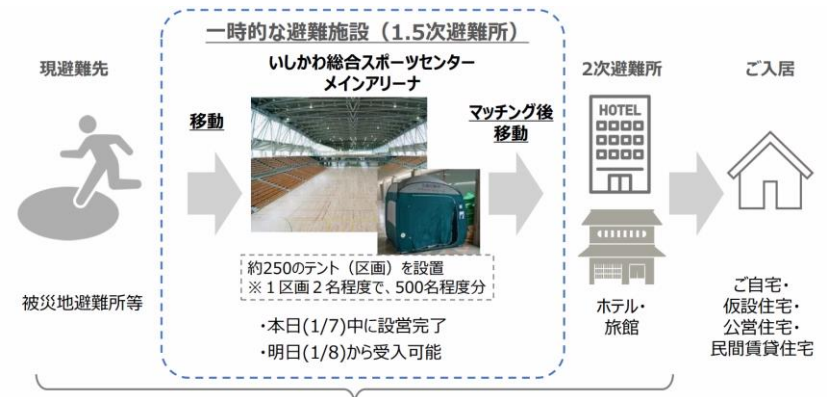 一時的な避難施設（1.5次避難所）
現避難先
いしかわ総合スポーツセンター
メインアリーナ
2次避難所
ご入居
移動
マッチング後
移動
HOTEL
約250のテント（区画）を設置
※１区画２名程度で、500名程度分
被災地避難所等
・本日(1/7)中に設営完了
・明日(1/8)から受入可能
ホテル・
旅館
ご自宅・
仮設住宅・
公営住宅・
民間賃貸住宅